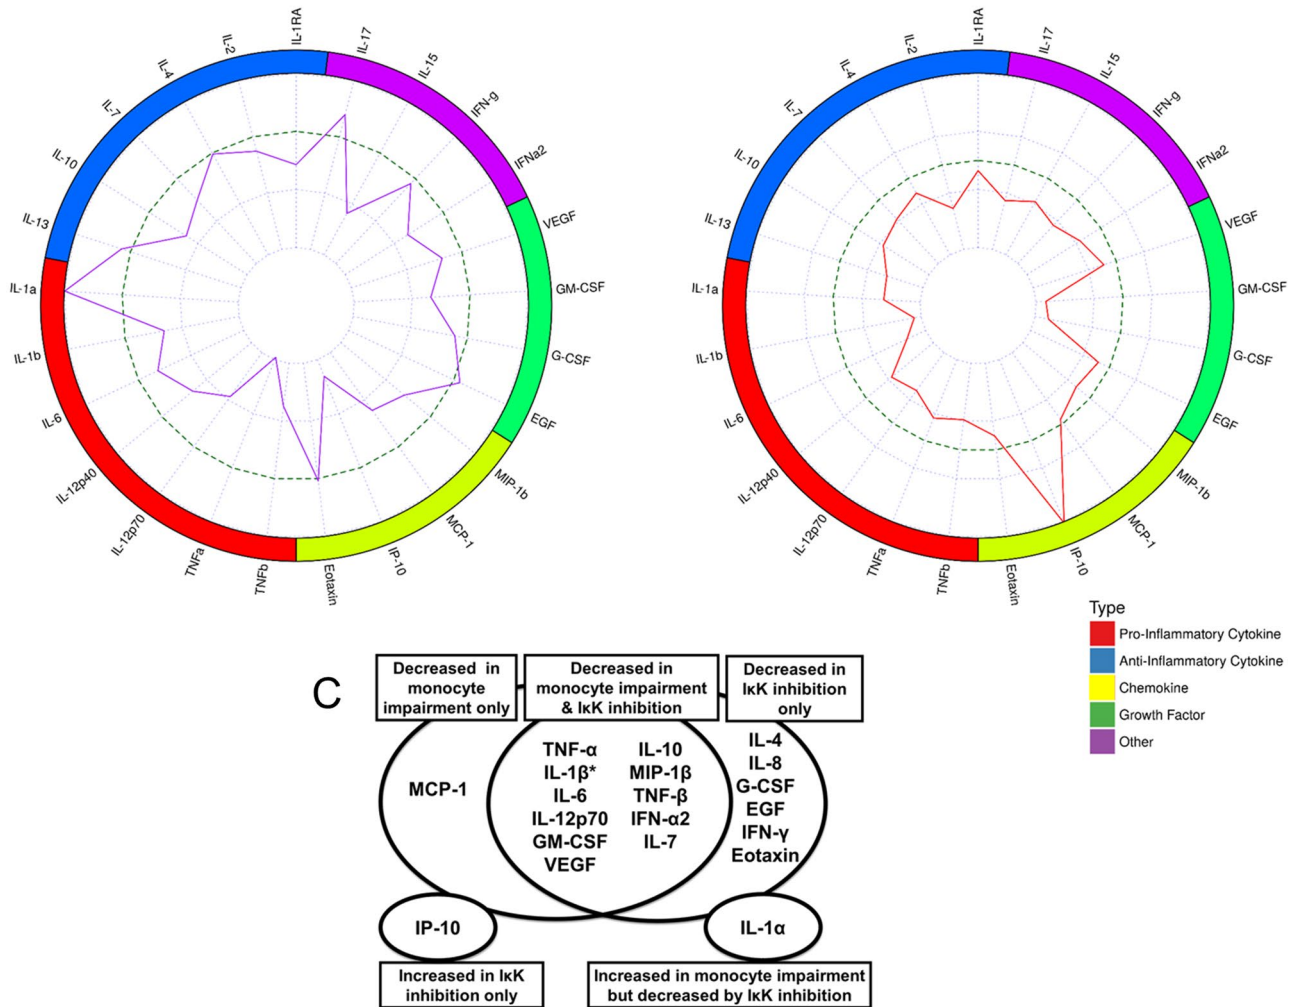 IL-1RA
IL-17
IL-15
IFN-g
IFNa2
VEGF
GM-CSF
G-CSF
EGF
MIP-1b
MCP-1
IP-10
Eotaxin
TNFb
TNFa
IL-12p70
IL-12p40
IL-6
IL-1b
IL-1a
IL-13
IL-10
IL-7
IL-4
IL-2
IL-1RA
IL-17
IL-15
IFN-g
IFNa2
VEGF
GM-CSF
G-CSF
EGF
MIP-1b
MCP-1
IP-10
Eotaxin
TNFb
TNFa
IL-12p70
IL-12p40
IL-6
IL-1b
IL-1a
IL-13
IL-10
IL-7
IL-4
IL-2
Type
Pro-Inflammatory Cytokine
Anti-Inflammatory Cytokine
Chemokine
Growth Factor
Other
C
Decreased in
monocyte
impairment only
Decreased in
monocyte impairment
& IκK inhibition
Decreased in
IκK inhibition
only
MCP-1
TNF-α
IL-1β*
IL-6
IL-12p70
GM-CSF
VEGF
IL-10
MIP-1β
TNF-β
IFN-α2
IL-7
IL-4
IL-8
G-CSF
EGF
IFN-γ
Eotaxin
IP-10
IL-1α
Increased in IκK
inhibition only
Increased in monocyte impairment
but decreased by IκK inhibition